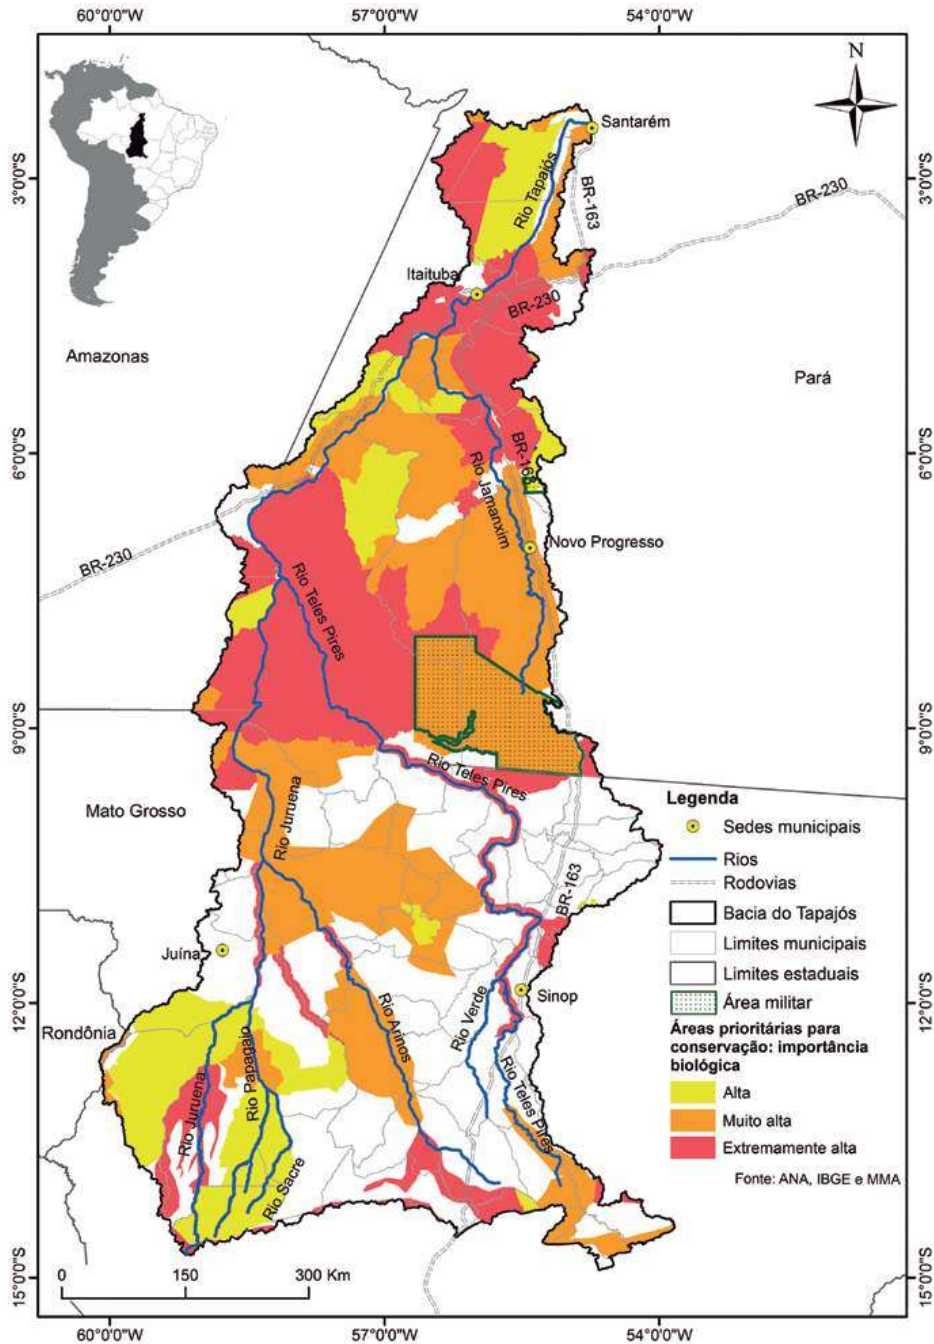 60°0'0"W 57°0'0"W 54°0'0"W
N
Santarém
3°0'0"S
3°0'0"S
Rio Tapajós
BR-163
BR-230
Itaituba
BR-230
Amazonas
Pará
6°0'0"S
6°0'0"S
BR-163
Rio Jamanxim
Novo Progresso
BR-230
Rio Teles Pires
9°0'0"S
9°0'0"S
Rio Teles Pires
Mato Grosso
Rio Juruena
BR-163
Juína
Sinop
12°0'0"S
12°0'0"S
Rondônia
Rio Verde
Rio Arinos
Rio Papagaio
Rio Juruena
Rio Teles Pires
Rio Sacre
Legenda
Sedes municipais
Rios
Rodovias
Bacia do Tapajós
Limites municipais
Limites estaduais
Área militar
Áreas prioritárias para
conservação: importância
biológica
Alta
Muito alta
Extremamente alta
Fonte: ANA, IBGE e MMA
15°0'0"S
15°0'0"S
0 150 300 Km
60°0'0"W 57°0'0"W 54°0'0"W